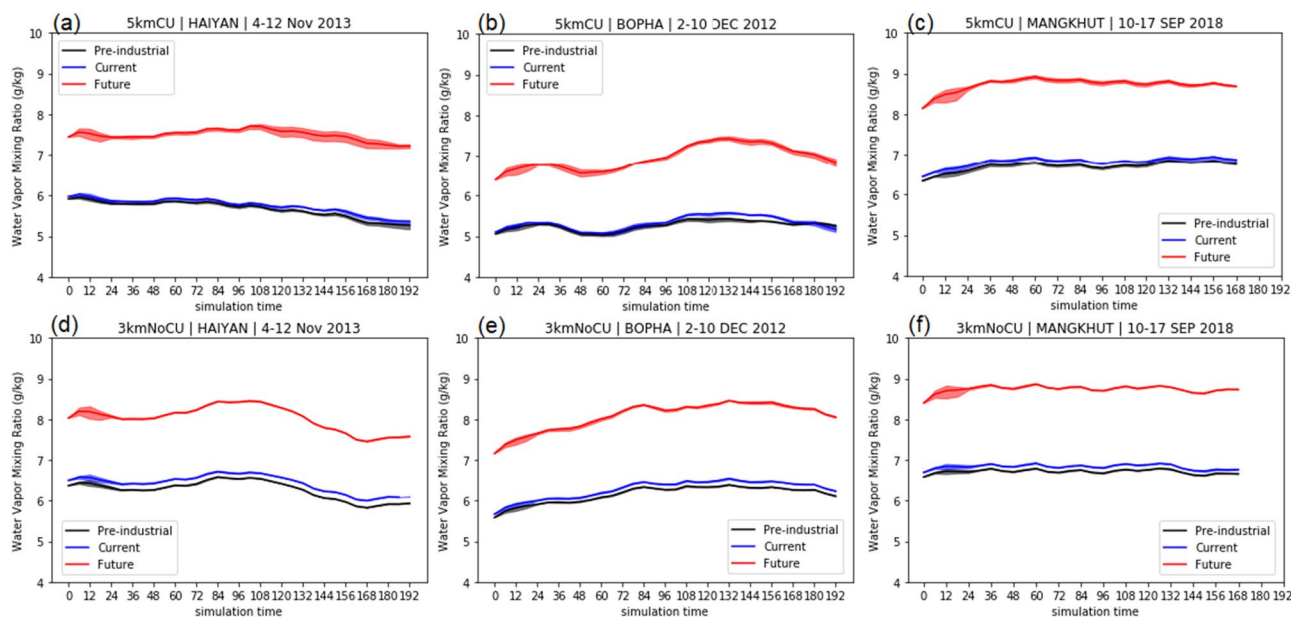 (a) 5kmCU | HAIYAN | 4-12 Nov 2013
10
9
8
7
6
5
4
Water Vapor Mixing Ratio (g/kg)
Pre-industrial
Current
Future
0 12 24 36 48 60 72 84 96 108 120 132 144 156 168 180 192
simulation time
(b) 5kmCU | BOPHA | 2-10 DEC 2012
10
9
8
7
6
5
4
Water Vapor Mixing Ratio (g/kg)
Pre-industrial
Current
Future
0 12 24 36 48 60 72 84 96 108 120 132 144 156 168 180 192
simulation time
(c) 5kmCU | MANGKHUT | 10-17 SEP 2018
10
9
8
7
6
5
4
Water Vapor Mixing Ratio (g/kg)
Pre-industrial
Current
Future
0 12 24 36 48 60 72 84 96 108 120 132 144 156 168 180 192
simulation time
(d) 3kmNoCU | HAIYAN | 4-12 Nov 2013
10
9
8
7
6
5
4
Water Vapor Mixing Ratio (g/kg)
Pre-industrial
Current
Future
0 12 24 36 48 60 72 84 96 108 120 132 144 156 168 180 192
simulation time
(e) 3kmNoCU | BOPHA | 2-10 DEC 2012
10
9
8
7
6
5
4
Water Vapor Mixing Ratio (g/kg)
Pre-industrial
Current
Future
0 12 24 36 48 60 72 84 96 108 120 132 144 156 168 180 192
simulation time
(f) 3kmNoCU | MANGKHUT | 10-17 SEP 2018
10
9
8
7
6
5
4
Water Vapor Mixing Ratio (g/kg)
Pre-industrial
Current
Future
0 12 24 36 48 60 72 84 96 108 120 132 144 156 168 180 192
simulation time